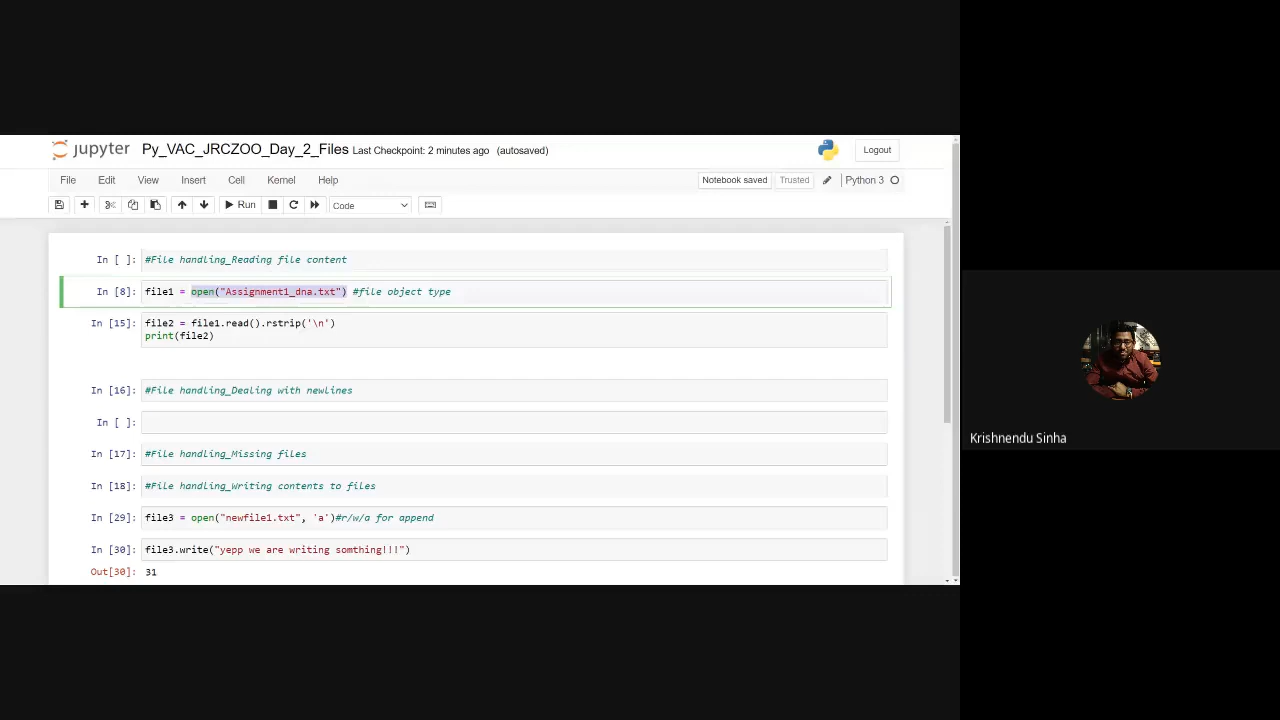 jupyter Py_VAC_JRCZOO_Day_2_Files Last Checkpoint: 2 minutes ago (autosaved) Logout
File Edit View Insert Cell Kernel Help Notebook saved Trusted Python 3
Run Code
In [ ]: #File handling_Reading file content
In [8]: file1 = open("Assignment1_dna.txt") #file object type
In [15]: file2 = file1.read().rstrip('\n')
print(file2)
In [16]: #File handling_Dealing with newlines
In [ ]:
In [17]: #File handling_Missing files
In [18]: #File handling_Writing contents to files
In [29]: file3 = open("newfile1.txt", 'a')#r/w/a for append
In [30]: file3.write("yepp we are writing somthing!!!")
Out[30]: 31
Krishnendu Sinha